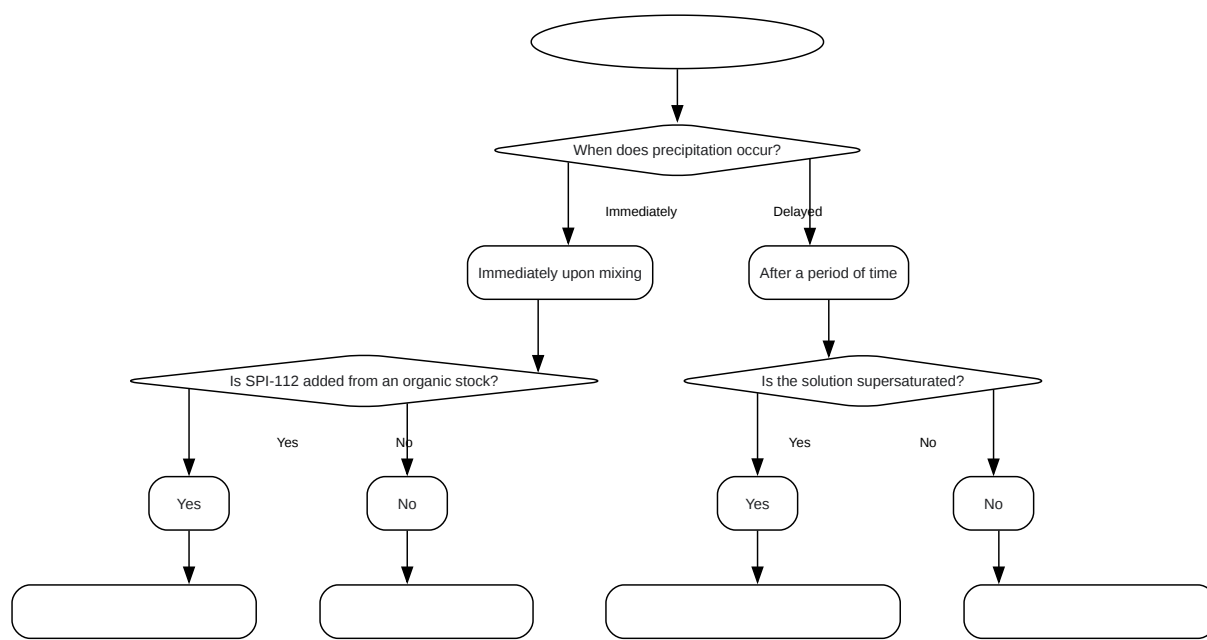 When does precipitation occur?
Immediately
Delayed
Immediately upon mixing
After a period of time
Is SPI-112 added from an organic stock?
Is the solution supersaturated?
Yes
No
Yes
No
Yes
No
Yes
No